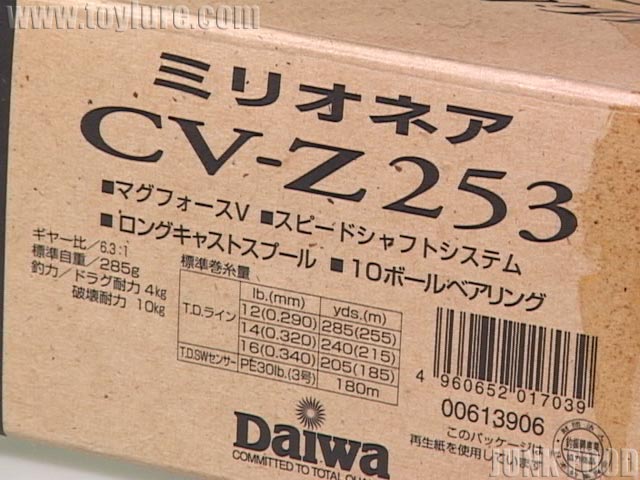 www.toylure.com
ミリオネア
CV-Z253
■マグフォースV ■スピードシャフトシステム
■ロングキャストスプール ■10ボールベアリング
ギヤー比/6.3:1
標準自重/285g
釣力/ドラグ耐力 4kg
破壊耐力 10kg
標準巻糸量
lb.(mm) yds.(m)
T.D.ライン 12(0.290) 285(255)
14(0.320) 240(215)
16(0.340) 205(185)
T.D.SWセンサー PE30lb.(3号) 180m
4 960652 017039
00613906
このパッケージは
再生紙を使用しています
Daiwa
COMMITTED TO TOTAL
JUNK FOOD